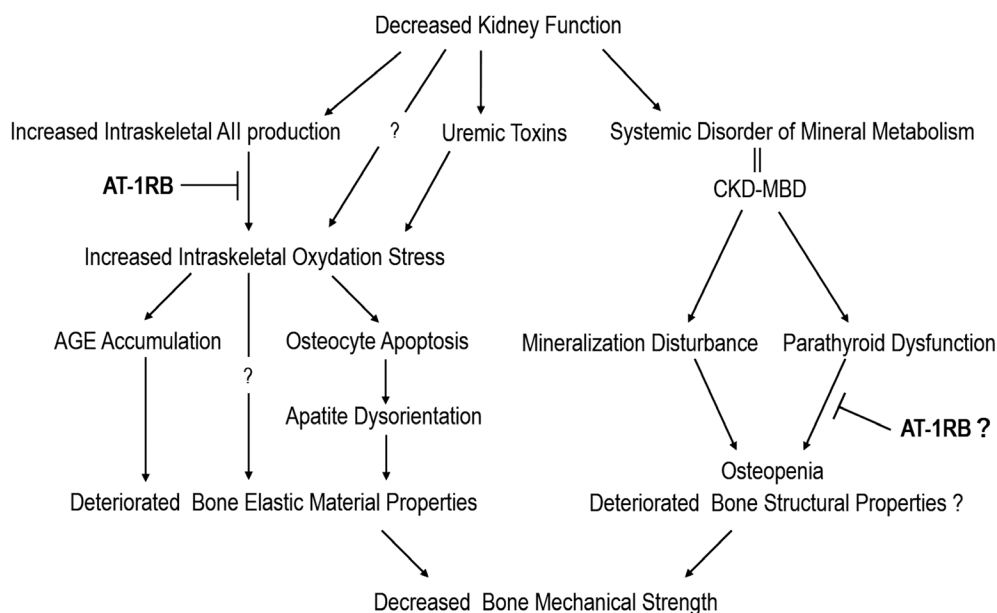 Decreased Kidney Function
Increased Intraskeletal AII production
?
Uremic Toxins
Systemic Disorder of Mineral Metabolism
AT-1RB
CKD-MBD
Increased Intraskeletal Oxydation Stress
AGE Accumulation
Osteocyte Apoptosis
Mineralization Disturbance
Parathyroid Dysfunction
?
Apatite Dysorientation
AT-1RB ?
Osteopenia
Deteriorated Bone Elastic Material Properties
Deteriorated Bone Structural Properties ?
Decreased Bone Mechanical Strength